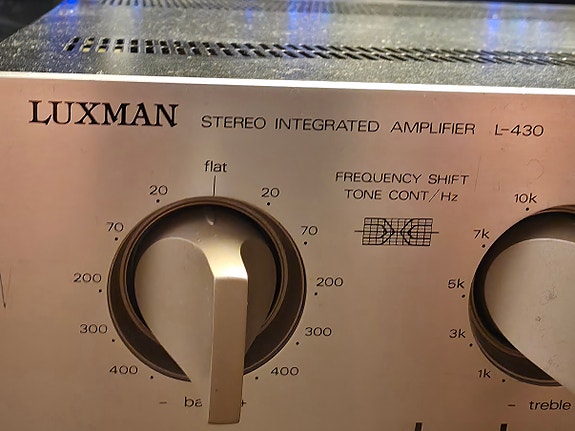 LUXMAN STEREO INTEGRATED AMPLIFIER L-430
flat
FREQUENCY SHIFT
TONE CONT/Hz
20 20
70 70
200 200
300 300
400 400
- +
10k
7k
5k
3k
1k
- treble